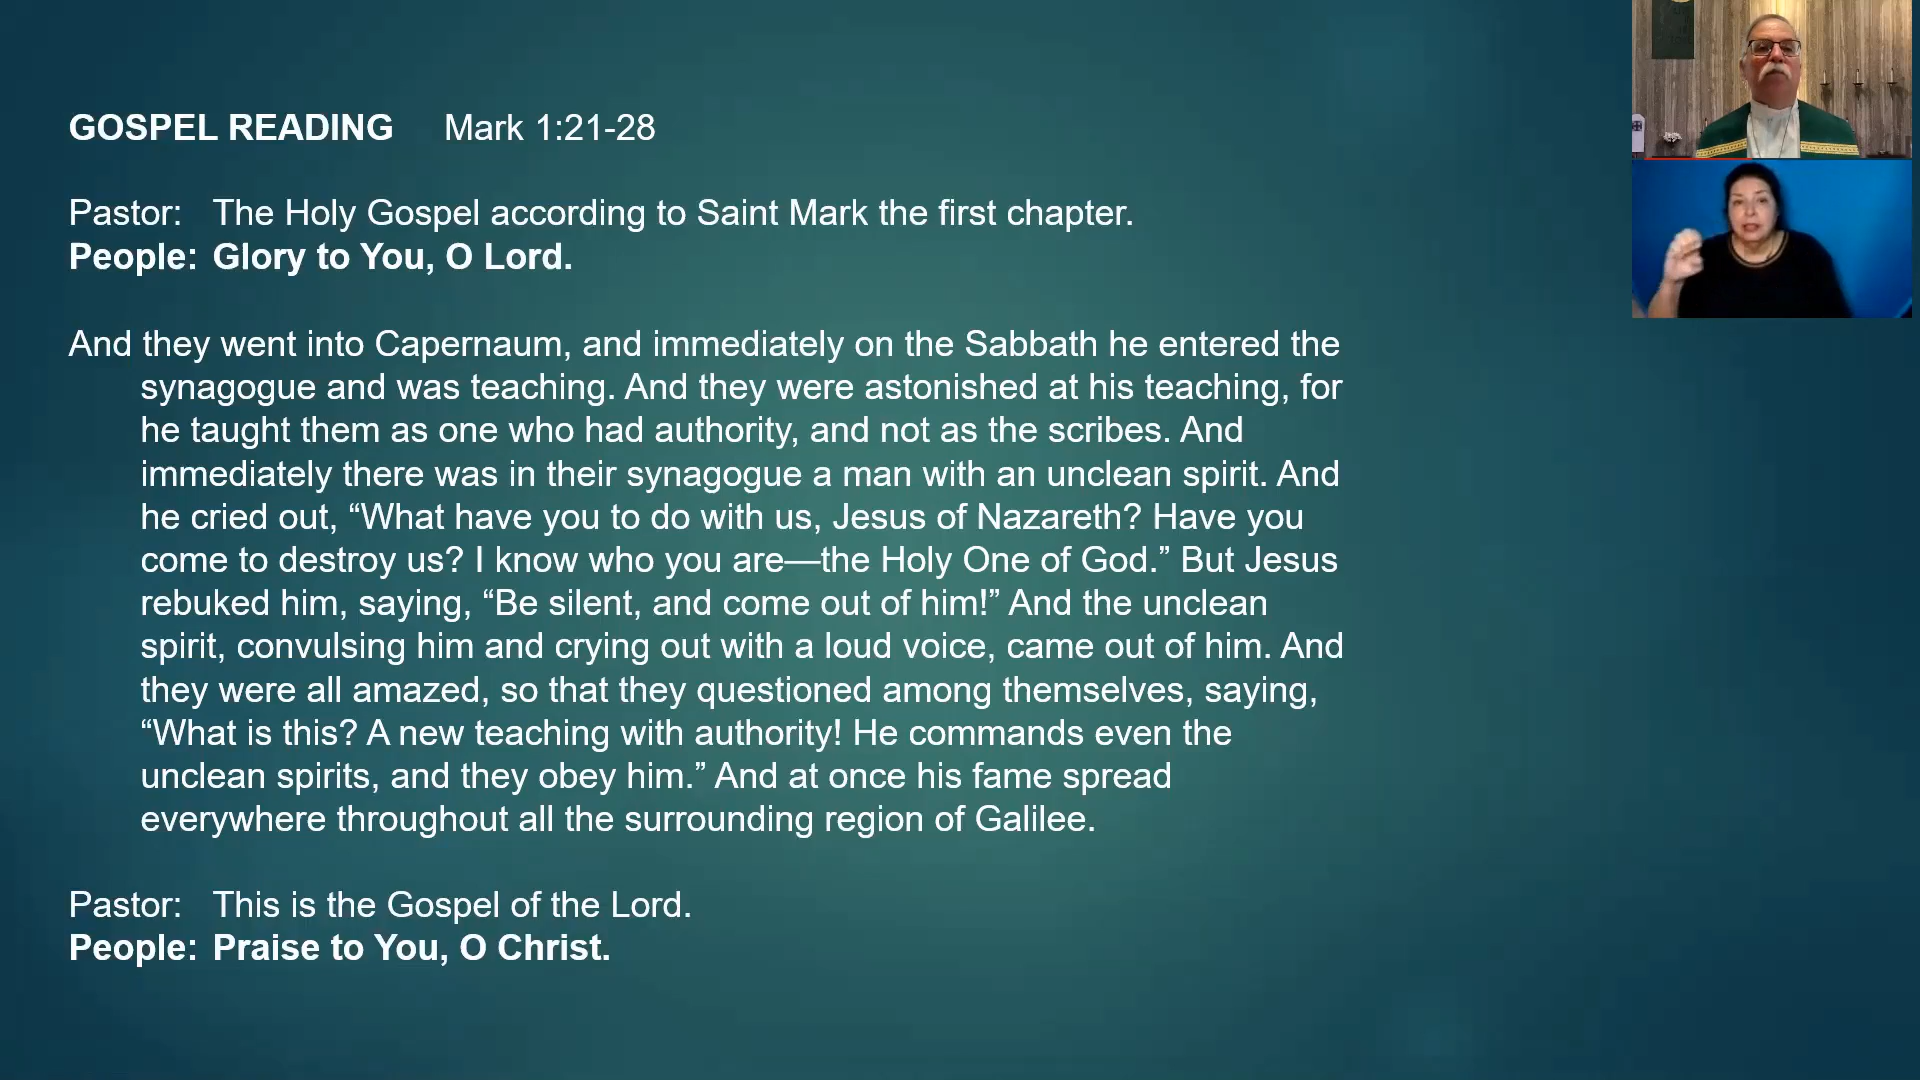 GOSPEL READING Mark 1:21-28
Pastor: The Holy Gospel according to Saint Mark the first chapter.
People: Glory to You, O Lord.
And they went into Capernaum, and immediately on the Sabbath he entered the
synagogue and was teaching. And they were astonished at his teaching, for
he taught them as one who had authority, and not as the scribes. And
immediately there was in their synagogue a man with an unclean spirit. And
he cried out, “What have you to do with us, Jesus of Nazareth? Have you
come to destroy us? I know who you are—the Holy One of God.” But Jesus
rebuked him, saying, “Be silent, and come out of him!” And the unclean
spirit, convulsing him and crying out with a loud voice, came out of him. And
they were all amazed, so that they questioned among themselves, saying,
“What is this? A new teaching with authority! He commands even the
unclean spirits, and they obey him.” And at once his fame spread
everywhere throughout all the surrounding region of Galilee.
Pastor: This is the Gospel of the Lord.
People: Praise to You, O Christ.